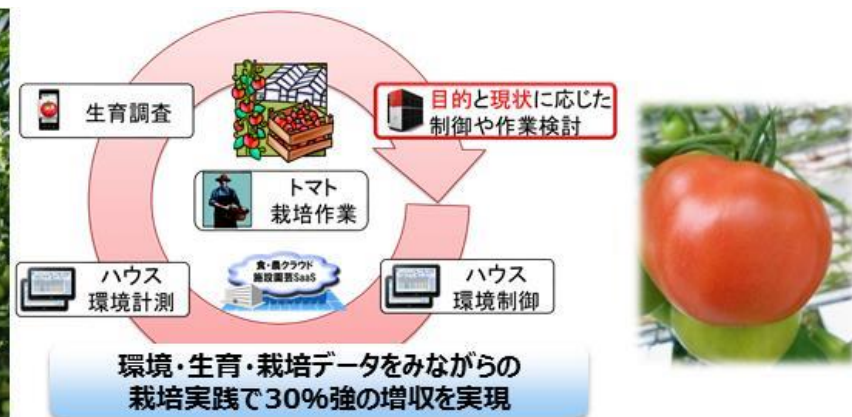 生育調査
目的と現状に応じた
制御や作業検討
トマト
栽培作業
食・農クラウド
施設園芸SaaS
ハウス
環境計測
ハウス
環境制御
環境・生育・栽培データをみながらの
栽培実践で30%強の増収を実現